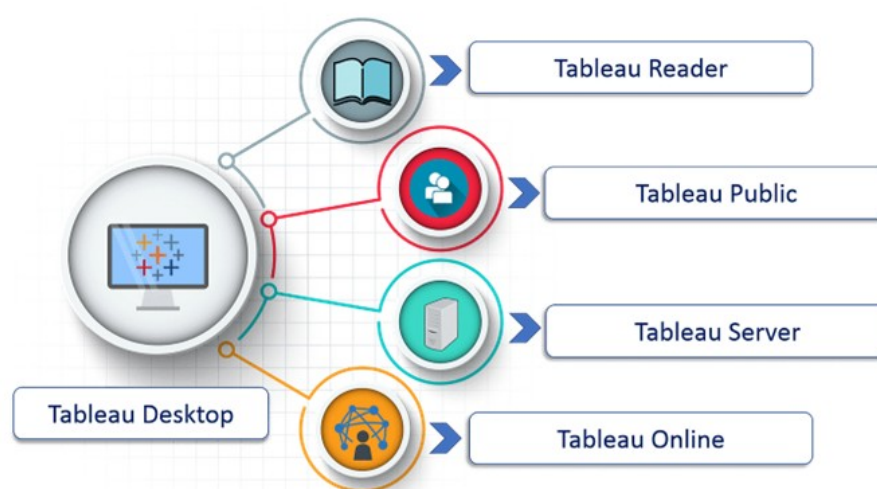 Tableau Reader
Tableau Public
Tableau Server
Tableau Desktop
Tableau Online